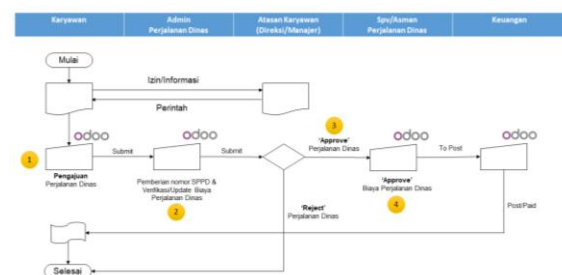 Karyawan
Admin
Perjalanan Dinas
Atasan Karyawan
(Direksi/Manajer)
Spv/Asman
Perjalanan Dinas
Keuangan
Mulai
Izin/Informasi
Perintah
odoo
odoo
odoo
odoo
1
Submit
Submit
3
'Approve'
Perjalanan Dinas
To Post
Pengajuan
Perjalanan Dinas
Pemberian nomor SPPD &
Verifikasi/Update Biaya
Perjalanan Dinas
2
'Reject'
Perjalanan Dinas
'Approve'
Biaya Perjalanan Dinas
4
Post/Paid
Selesai